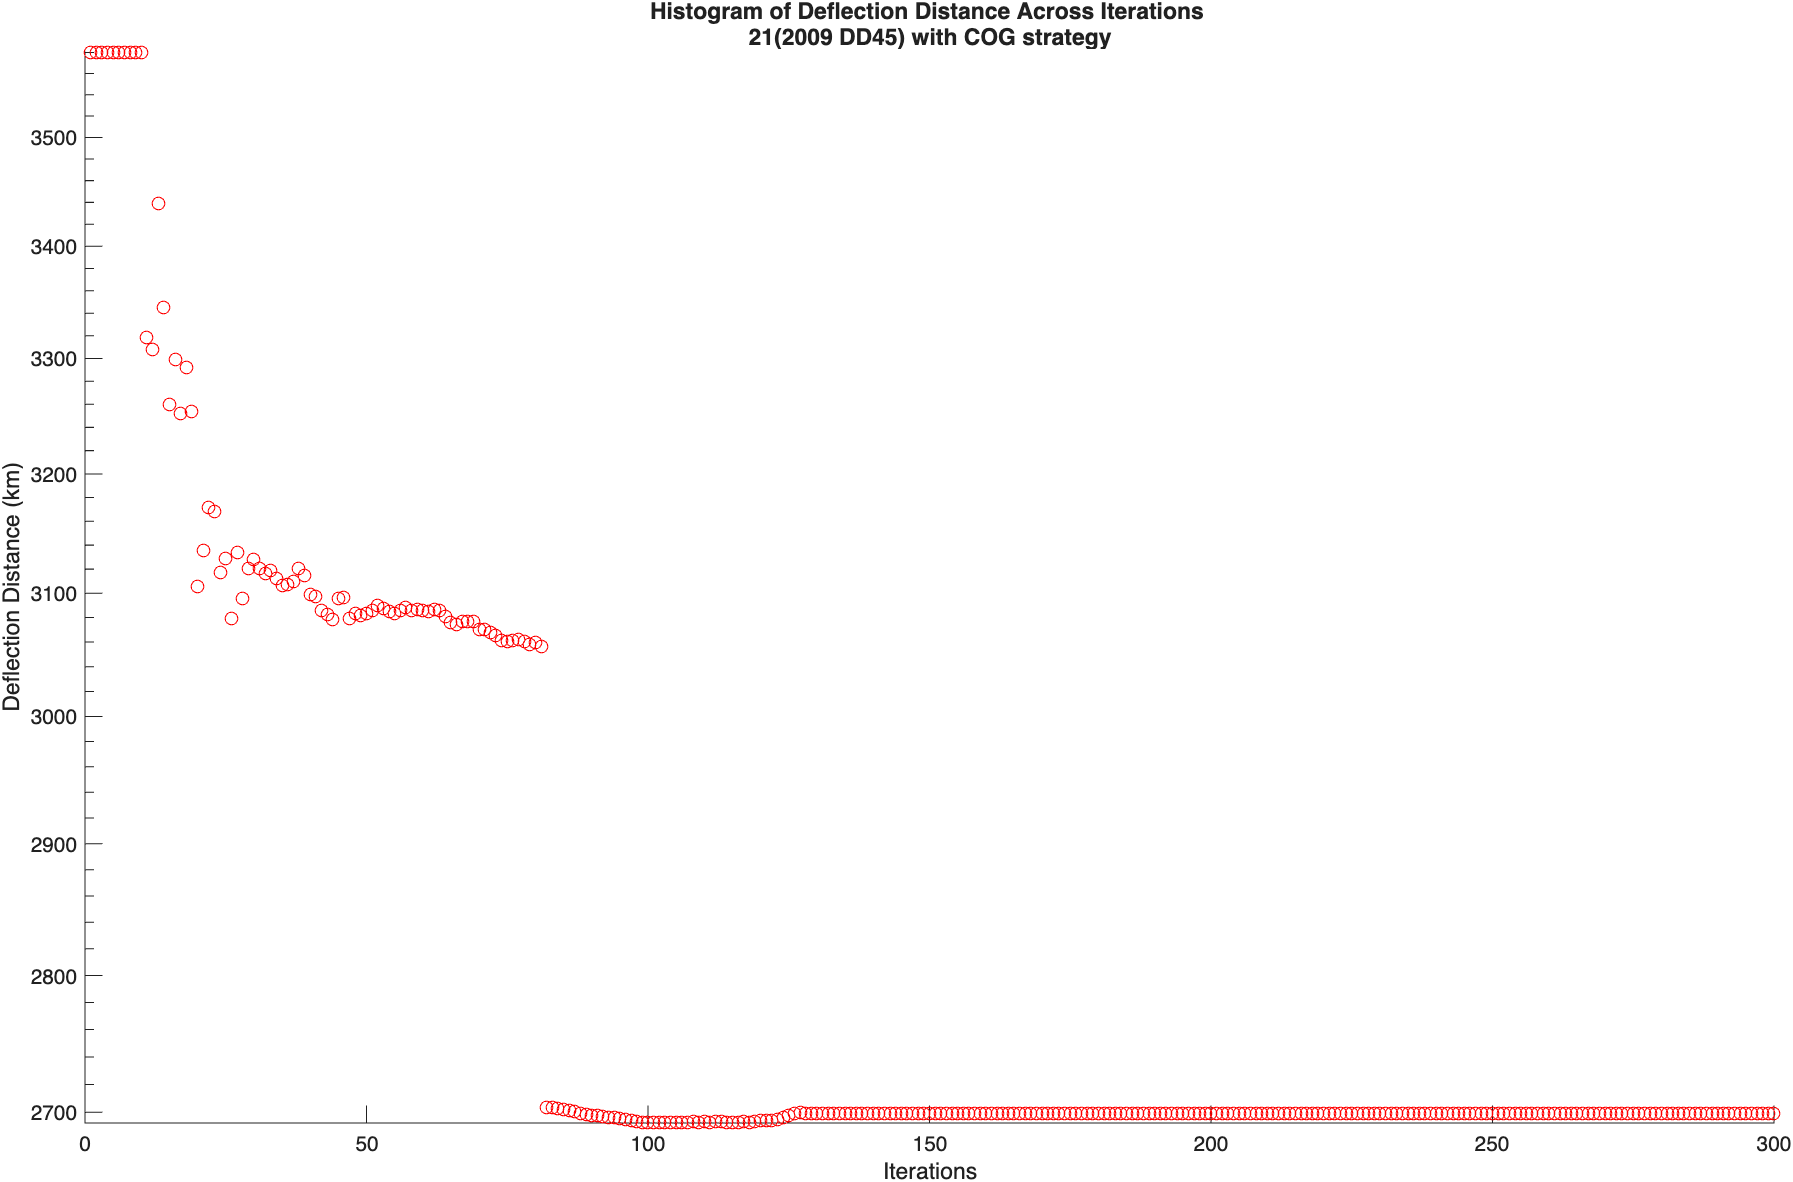 Histogram of Deflection Distance Across Iterations
21(2009 DD45) with COG strategy
Deflection Distance (km)
3500
3400
3300
3200
3100
3000
2900
2800
2700
0 50 100 150 200 250 300
Iterations